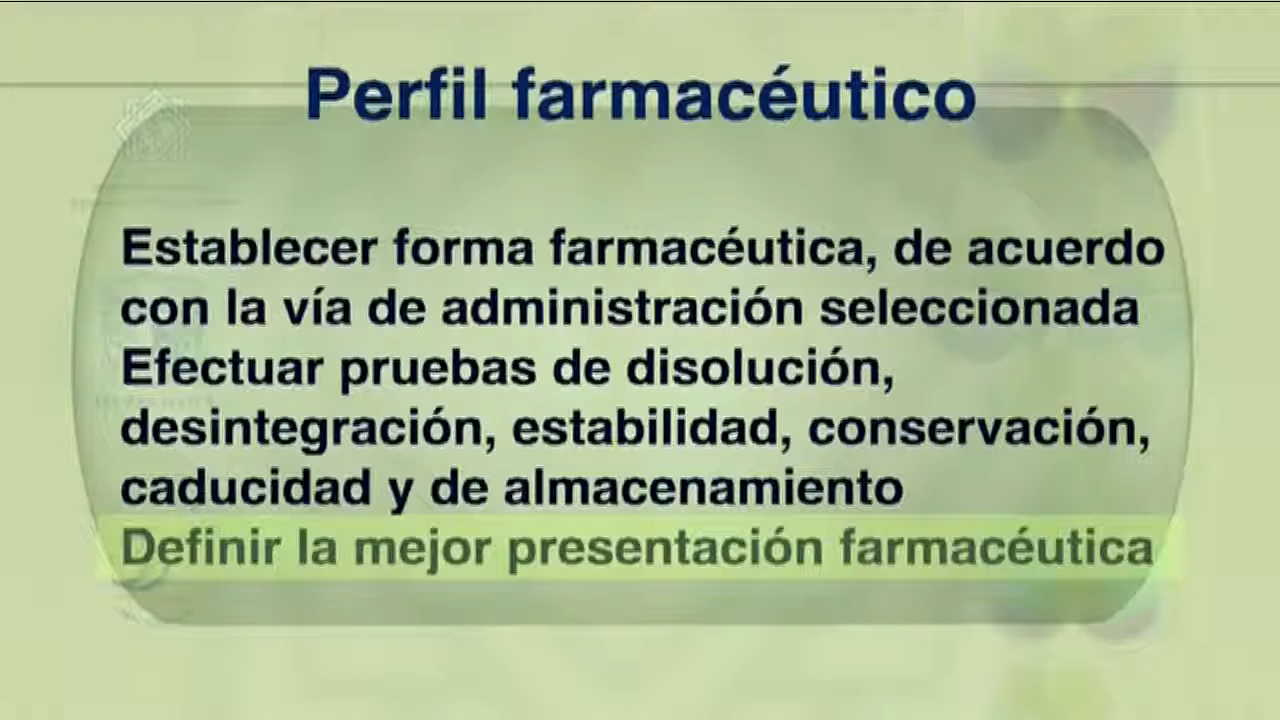 Perfil farmacéutico
Establecer forma farmacéutica, de acuerdo
con la vía de administración seleccionada
Efectuar pruebas de disolución,
desintegración, estabilidad, conservación,
caducidad y de almacenamiento
Definir la mejor presentación farmacéutica